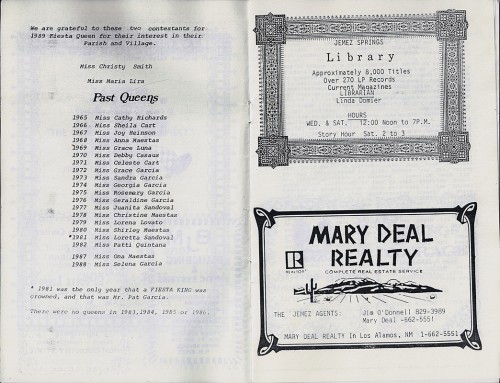 We are grateful to these two contestants for
1989 Fiesta Queen for their interest in their
Parish and Village.
Miss Christy Smith
Miss Maria Lira
Past Queens
1965 Miss Cathy Richards
1966 Miss Sheila Cart
1967 Miss Joy Heinson
1968 Miss Anna Maestas
1969 Miss Grace Luna
1970 Miss Debby Casaus
1971 Miss Celeste Cart
1972 Miss Grace Garcia
1973 Miss Sandra Garcia
1974 Miss Georgia Garcia
1975 Miss Rosemary Garcia
1976 Miss Geraldine Garcia
1977 Miss Juanita Sandoval
1978 Miss Christine Maestas
1979 Miss Lorena Lovato
1980 Miss Shirley Maestas
*1981 Miss Loretta Sandoval
1982 Miss Patti Quintana
1987 Miss Ona Maestas
1988 Miss Selena Garcia
* 1981 was the only year that a FIESTA KING was
crowned, and that was Mr. Pat Garcia.
There were no queens in 1983,1984, 1985 or 1986.
JEMEZ SPRINGS
Library
Approximately 8,000 Titles
Over 270 LP Records
Current Magazines
LIBRARIAN
Linda Domier
HOURS
WED. & SAT. 12:00 Noon to 7P.M.
Story Hour Sat. 2 to 3
MARY DEAL
REALTY
R
REALTOR
COMPLETE REAL ESTATE SERVICE
THE JEMEZ AGENTS: Jim O'Donnell 829-3989
Mary Deal -662-5551
MARY DEAL REALTY In Los Alamos, NM 1-662-5551